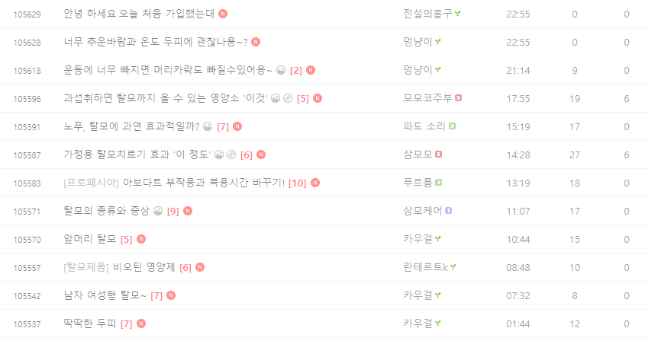 105629 안녕 하세요 오늘 처음 가입했는데 N 전설의홍구 22:55 0 0
105628 너무 추운바람과 온도 두피에 괜찮나용~? N 멍냥이 22:55 0 0
105618 운동에 너무 빠지면 머리카락도 빠질수있어용~ [2] N 멍냥이 21:14 9 0
105596 과섭취하면 탈모까지 올 수 있는 영양소 '이것' [5] N 모모코주부 17:55 19 6
105591 노푸, 탈모에 과연 효과적일까? [7] N 파도 소리 15:19 17 0
105587 가정용 탈모치료기 효과 '이 정도' [6] N 삼모모 14:28 27 6
105583 [프로페시아] 아보다트 부작용과 복용시간 바꾸기! [10] N 푸르름 13:19 18 0
105571 탈모의 종류와 증상 [9] N 삼모케어 11:07 17 0
105570 앞머리 탈모 [5] N 카우걸 10:44 15 0
105557 [탈모제품] 비오틴 영양제 [6] N 란테르트k 08:48 10 0
105542 남자 여성형 탈모~ [7] N 카우걸 07:32 8 0
105537 딱딱한 두피 [7] N 카우걸 01:44 12 0